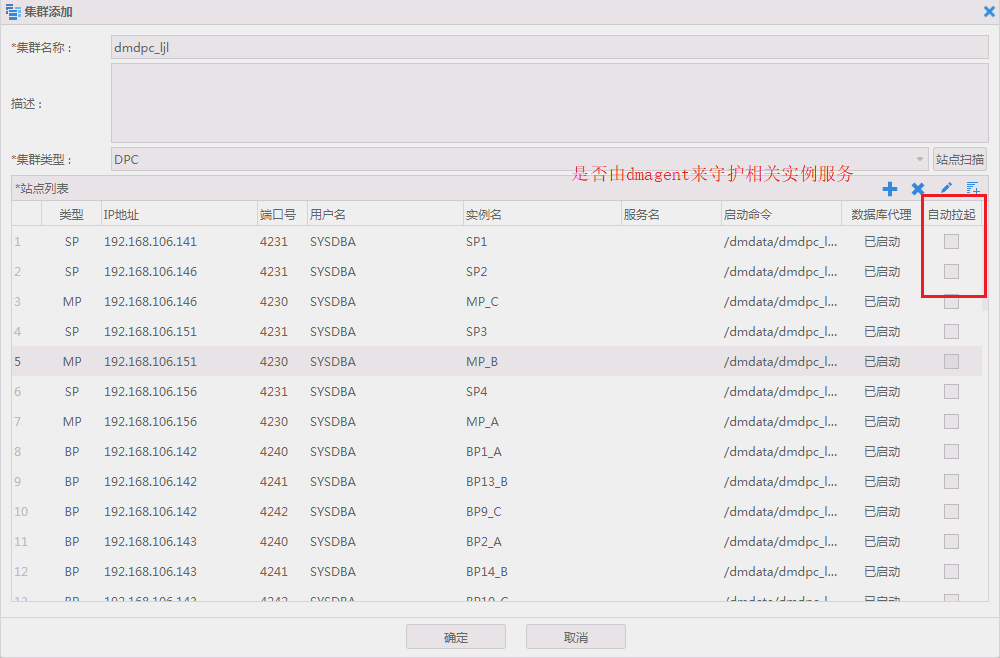 集群添加
*集群名称： dmdpc_ljl
描述：
*集群类型： DPC 站点扫描
是否由dmagent来守护相关实例服务
*站点列表
类型 IP地址 端口号 用户名 实例名 服务名 启动命令 数据库代理 自动拉起
1 SP 192.168.106.141 4231 SYSDBA SP1 /dmdata/dmdpc_l... 已启动
2 SP 192.168.106.146 4231 SYSDBA SP2 /dmdata/dmdpc_l... 已启动
3 MP 192.168.106.146 4230 SYSDBA MP_C /dmdata/dmdpc_l... 已启动
4 SP 192.168.106.151 4231 SYSDBA SP3 /dmdata/dmdpc_l... 已启动
5 MP 192.168.106.151 4230 SYSDBA MP_B /dmdata/dmdpc_l... 已启动
6 SP 192.168.106.156 4231 SYSDBA SP4 /dmdata/dmdpc_l... 已启动
7 MP 192.168.106.156 4230 SYSDBA MP_A /dmdata/dmdpc_l... 已启动
8 BP 192.168.106.142 4240 SYSDBA BP1_A /dmdata/dmdpc_l... 已启动
9 BP 192.168.106.142 4241 SYSDBA BP13_B /dmdata/dmdpc_l... 已启动
10 BP 192.168.106.142 4242 SYSDBA BP9_C /dmdata/dmdpc_l... 已启动
11 BP 192.168.106.143 4240 SYSDBA BP2_A /dmdata/dmdpc_l... 已启动
12 BP 192.168.106.143 4241 SYSDBA BP14_B /dmdata/dmdpc_l... 已启动
BP 192.168.106.143 4242 SYSDBA BP10_C /dmdata/dmdpc_l... 已启动
确定 取消